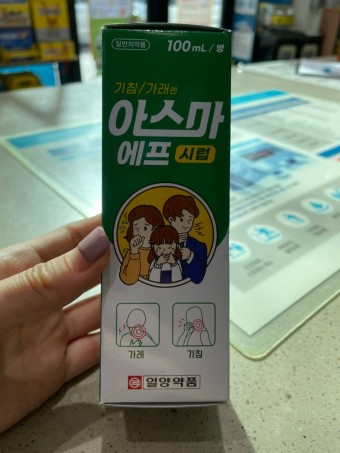 일반의약품
100mL / 병
기침/가래엔
아스마
에프 시럽
가래
기침
일양약품